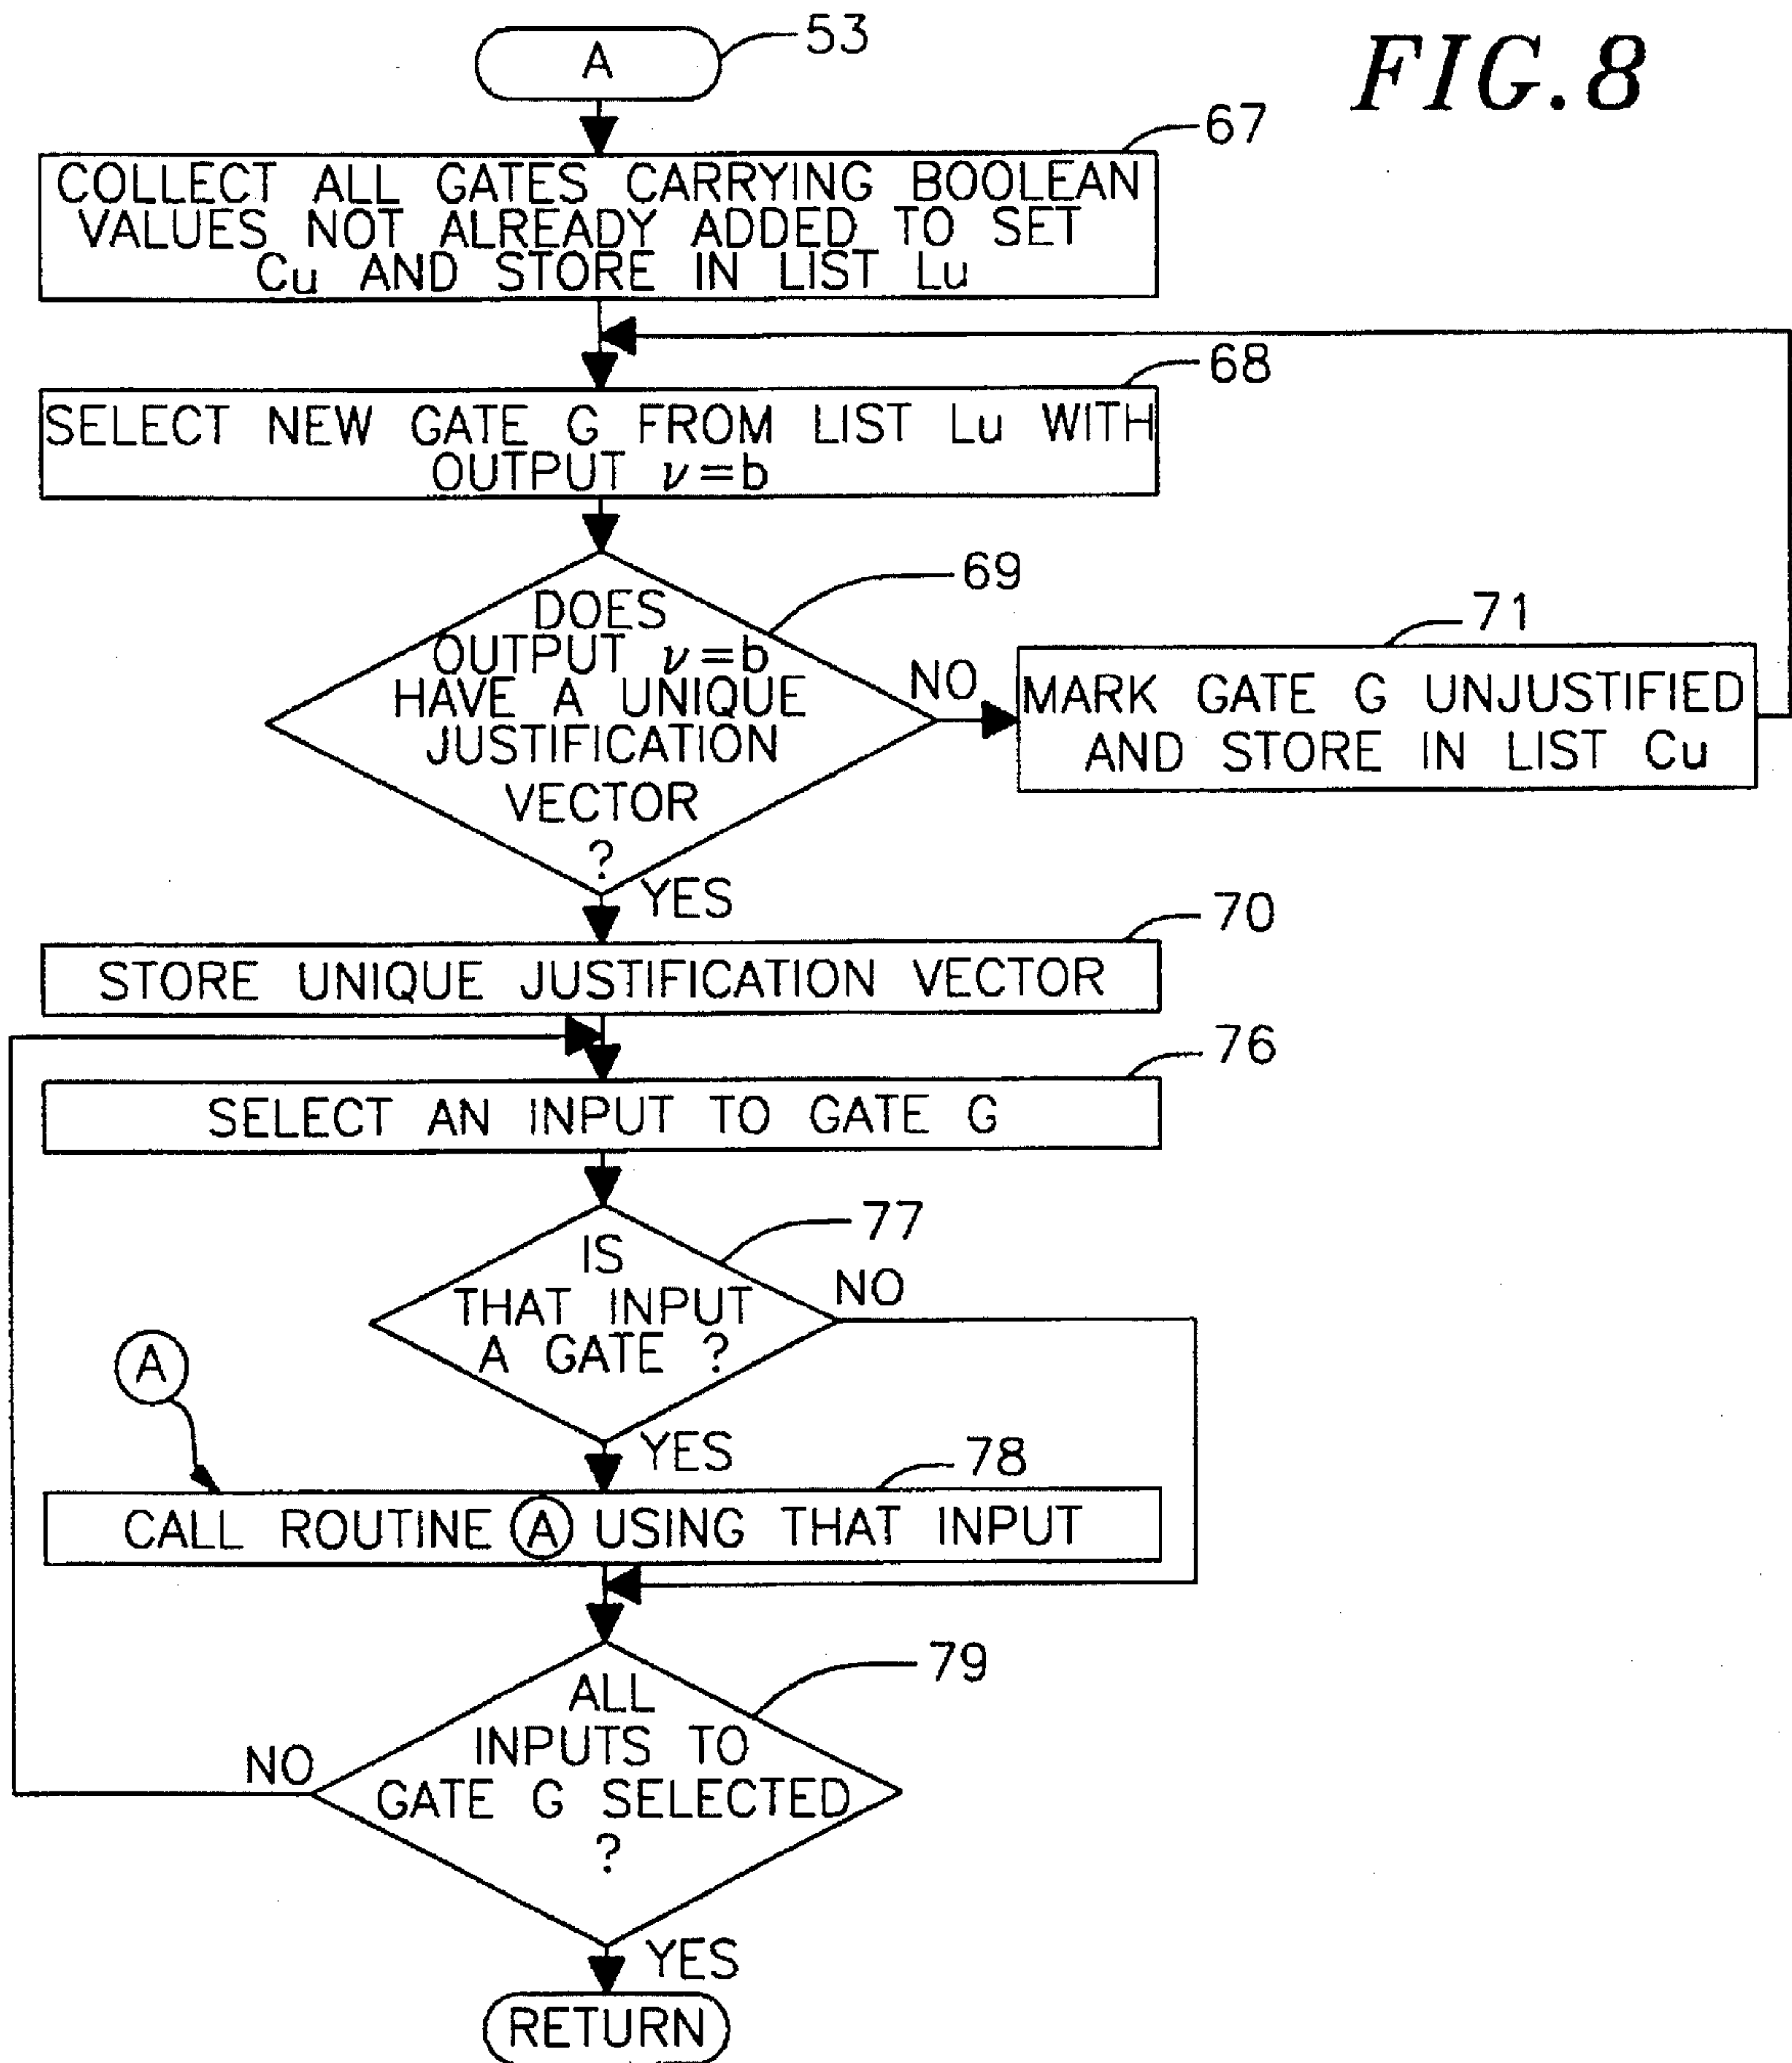 FIG.8
A
53
67
COLLECT ALL GATES CARRYING BOOLEAN
VALUES NOT ALREADY ADDED TO SET
Cu AND STORE IN LIST Lu
68
SELECT NEW GATE G FROM LIST Lu WITH
OUTPUT ν=b
69
DOES
OUTPUT ν=b
HAVE A UNIQUE
JUSTIFICATION
VECTOR
?
NO
71
MARK GATE G UNJUSTIFIED
AND STORE IN LIST Cu
YES
70
STORE UNIQUE JUSTIFICATION VECTOR
76
SELECT AN INPUT TO GATE G
77
IS
THAT INPUT
A GATE ?
NO
A
YES
78
CALL ROUTINE A USING THAT INPUT
79
ALL
INPUTS TO
GATE G SELECTED
?
NO
YES
RETURN